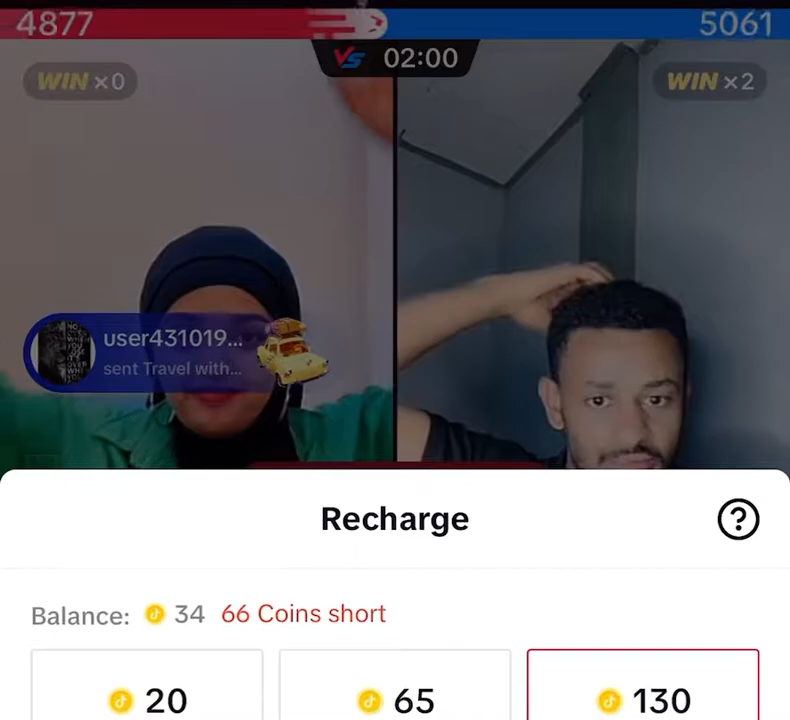 4877
5061
VS 02:00
WIN ×0
WIN ×2
user431019...
sent Travel with...
Recharge
?
Balance: 34 66 Coins short
20
65
130